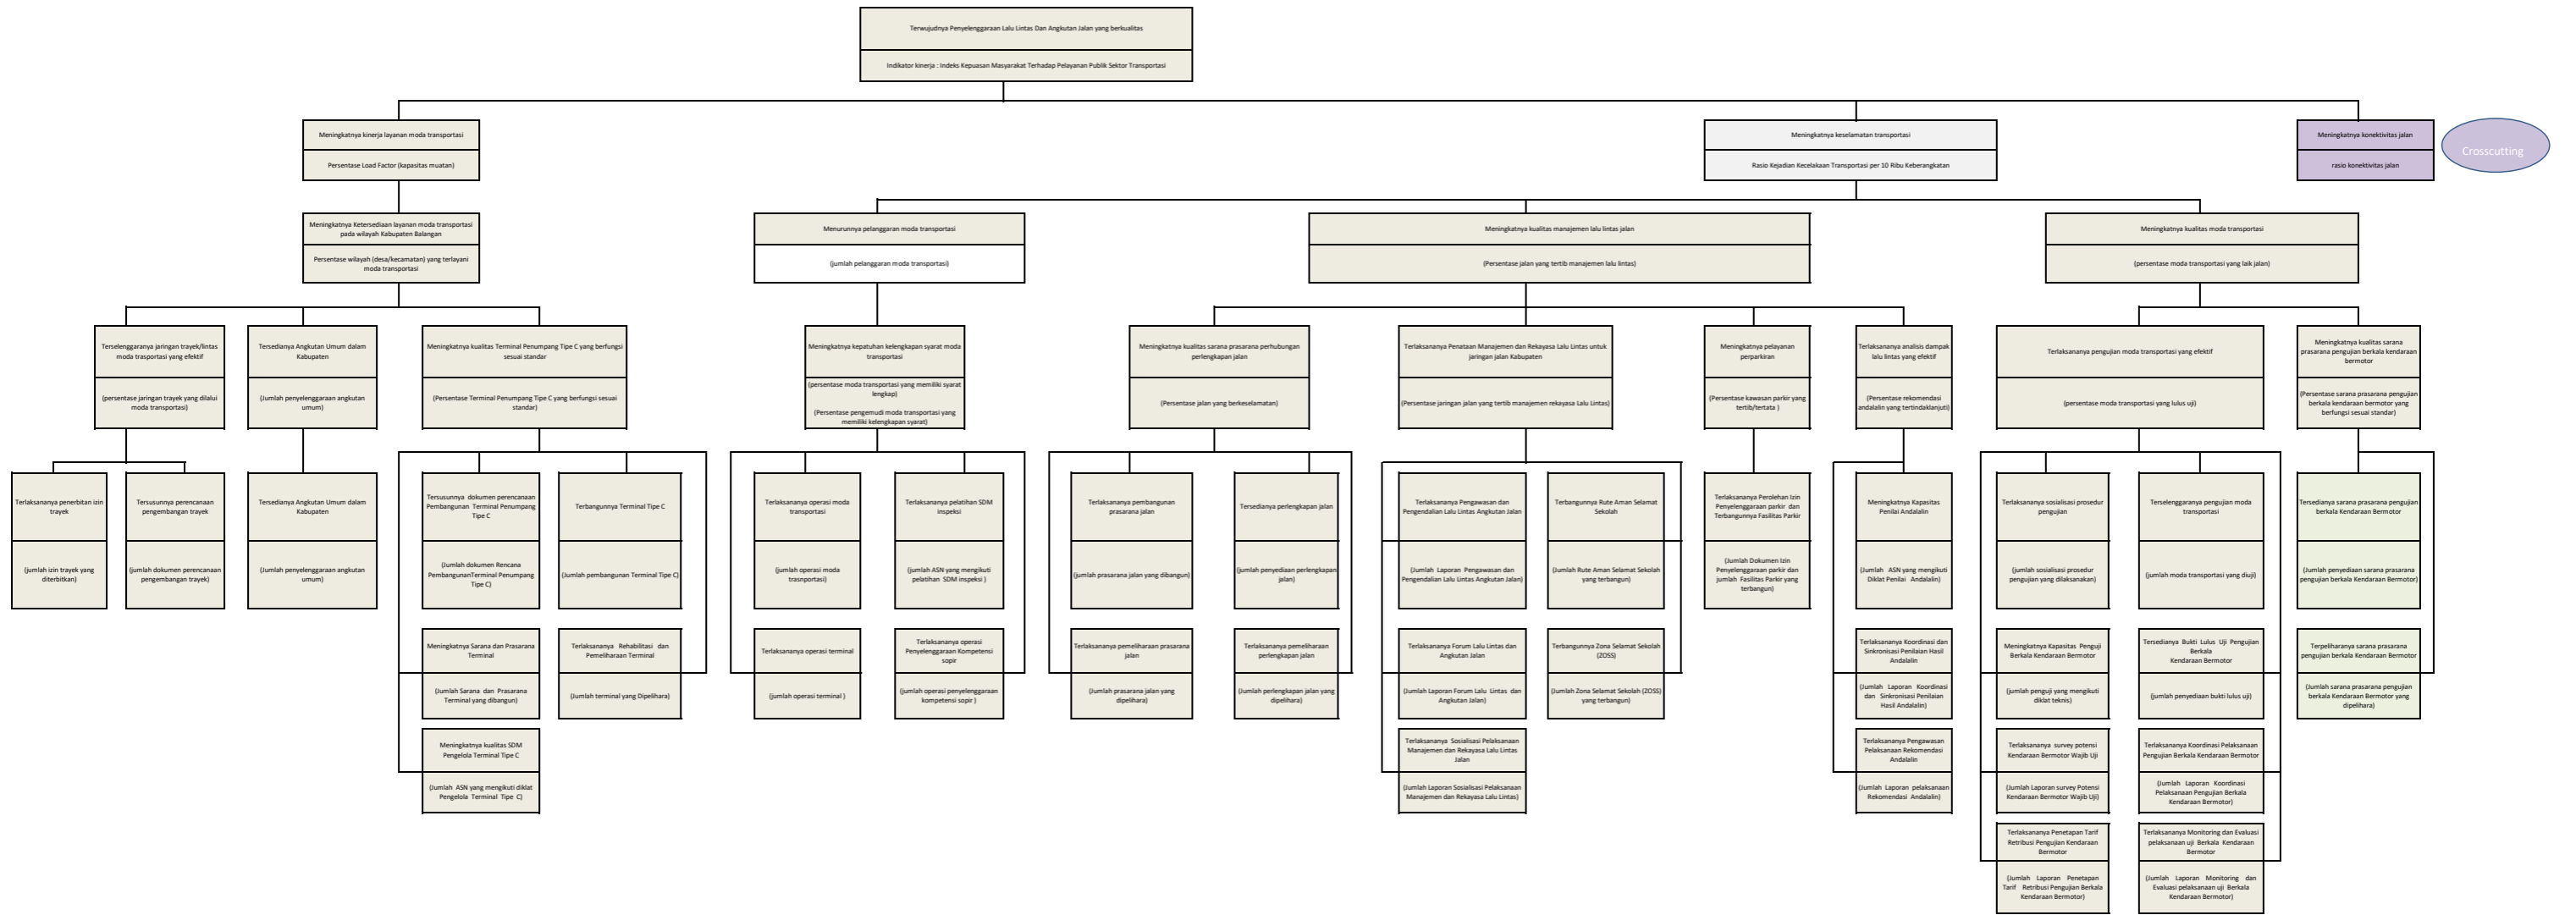 Terwujudnya Penyelenggaraan Lalu Lintas Dan Angkutan Jalan yang berkualitas
Indikator kinerja : Indeks Kepuasan Masyarakat Terhadap Pelayanan Publik Sektor Transportasi
Meningkatnya kinerja layanan moda transportasi
Persentase Load Factor (kapasitas muatan)
Meningkatnya keselamatan transportasi
Rasio Kejadian Kecelakaan Transportasi per 10 Ribu Keberangkatan
Meningkatnya konektivitas jalan
rasio konektivitas jalan
Crosscutting
Meningkatnya Ketersediaan layanan moda transportasi
pada wilayah Kabupaten Balangan
Persentase wilayah (desa/kecamatan) yang terlayani
moda transportasi
Menurunnya pelanggaran moda transportasi
(jumlah pelanggaran moda transportasi)
Meningkatnya kualitas manajemen lalu lintas jalan
(Persentase jalan yang tertib manajemen lalu lintas)
Meningkatnya kualitas moda transportasi
(persentase moda transportasi yang laik jalan)
Terselenggaranya jaringan trayek/lintas
moda trasportasi yang efektif
(persentase jaringan trayek yang dilalui
moda transportasi)
Tersedianya Angkutan Umum dalam
Kabupaten
(Jumlah penyelenggaraan angkutan
umum)
Meningkatnya kualitas Terminal Penumpang Tipe C yang berfungsi
sesuai standar
(Persentase Terminal Penumpang Tipe C yang berfungsi sesuai
standar)
Meningkatnya kepatuhan kelengkapan syarat moda
transportasi
(persentase moda transportasi yang memiliki syarat
lengkap)
(Persentase pengemudi moda transportasi yang
memiliki kelengkapan syarat)
Meningkatnya kualitas sarana prasarana perhubungan
perlengkapan jalan
(Persentase jalan yang berkeselamatan)
Terlaksananya Penataan Manajemen dan Rekayasa Lalu Lintas untuk
jaringan jalan Kabupaten
(Persentase jaringan jalan yang tertib manajemen rekayasa Lalu Lintas)
Meningkatnya pelayanan
perparkiran
(Persentase kawasan parkir yang
tertib/tertata )
Terlaksananya analisis dampak
lalu lintas yang efektif
(Persentase rekomendasi
andalalin yang tertindaklanjuti)
Terlaksananya pengujian moda transportasi yang efektif
(persentase moda transportasi yang lulus uji)
Meningkatnya kualitas sarana
prasarana pengujian berkala kendaraan
bermotor
(Persentase sarana prasarana pengujian
berkala kendaraan bermotor yang
berfungsi sesuai standar)
Terlaksananya penerbitan izin
trayek
(jumlah izin trayek yang
diterbitkan)
Tersusunnya perencanaan
pengembangan trayek
(jumlah dokumen perencanaan
pengembangan trayek)
Tersedianya Angkutan Umum dalam
Kabupaten
(Jumlah penyelenggaraan angkutan
umum)
Tersusunnya dokumen perencanaan
Pembangunan Terminal Penumpang
Tipe C
(Jumlah dokumen Rencana
PembangunanTerminal Penumpang
Tipe C)
Terbangunnya Terminal Tipe C
(Jumlah pembangunan Terminal Tipe C)
Terlaksananya operasi moda
transportasi
(jumlah operasi moda
trasnportasi)
Terlaksananya pelatihan SDM
inspeksi
(jumlah ASN yang mengikuti
pelatihan SDM inspeksi )
Terlaksananya pembangunan
prasarana jalan
(jumlah prasarana jalan yang dibangun)
Tersedianya perlengkapan jalan
(jumlah penyediaan perlengkapan
jalan)
Terlaksananya Pengawasan dan
Pengendalian Lalu Lintas Angkutan Jalan
(Jumlah Laporan Pengawasan dan
Pengendalian Lalu Lintas Angkutan Jalan)
Terbangunnya Rute Aman Selamat
Sekolah
(Jumlah Rute Aman Selamat Sekolah
yang terbangun)
Terlaksananya Perolehan Izin
Penyelenggaraan parkir dan
Terbangunnya Fasilitas Parkir
(Jumlah Dokumen Izin
Penyelenggaraan parkir dan
jumlah Fasilitas Parkir yang
terbangun)
Meningkatnya Kapasitas
Penilai Andalalin
(Jumlah ASN yang mengikuti
Diklat Penilai Andalalin)
Terlaksananya sosialisasi prosedur
pengujian
(jumlah sosialisasi prosedur
pengujian yang dilaksanakan)
Terselenggaranya pengujian moda
transportasi
(jumlah moda transportasi yang diuji)
Tersedianya sarana prasarana pengujian
berkala Kendaraan Bermotor
(Jumlah penyediaan sarana prasarana
pengujian berkala Kendaraan Bermotor)
Meningkatnya Sarana dan Prasarana
Terminal
(Jumlah Sarana dan Prasarana
Terminal yang dibangun)
Terlaksananya Rehabilitasi dan
Pemeliharaan Terminal
(Jumlah terminal yang Dipelihara)
Terlaksananya operasi terminal
(jumlah operasi terminal )
Terlaksananya operasi
Penyelenggaraan Kompetensi
sopir
(jumlah operasi penyelenggaraan
kompetensi sopir )
Terlaksananya pemeliharaan prasarana
jalan
(Jumlah prasarana jalan yang
dipelihara)
Terlaksananya pemeliharaan
perlengkapan jalan
(Jumlah perlengkapan jalan yang
dipelihara)
Terlaksananya Forum Lalu Lintas dan
Angkutan Jalan
(Jumlah Laporan Forum Lalu Lintas dan
Angkutan Jalan)
Terbangunnya Zona Selamat Sekolah
(ZOSS)
(Jumlah Zona Selamat Sekolah (ZOSS)
yang terbangun)
Terlaksananya Koordinasi dan
Sinkronisasi Penilaian Hasil
Andalalin
(Jumlah Laporan Koordinasi
dan Sinkronisasi Penilaian
Hasil Andalalin)
Meningkatnya Kapasitas Penguji
Berkala Kendaraan Bermotor
(jumlah penguji yang mengikuti
diklat teknis)
Tersedianya Bukti Lulus Uji Pengujian
Berkala
Kendaraan Bermotor
(jumlah penyediaan bukti lulus uji)
Terpeliharanya sarana prasarana
pengujian berkala Kendaraan Bermotor
(Jumlah sarana prasarana pengujian
berkala Kendaraan Bermotor yang
dipelihara)
Meningkatnya kualitas SDM
Pengelola Terminal Tipe C
(Jumlah ASN yang mengikuti diklat
Pengelola Terminal Tipe C)
Terlaksananya Sosialisasi Pelaksanaan
Manajemen dan Rekayasa Lalu Lintas
Jalan
(Jumlah Laporan Sosialisasi Pelaksanaan
Manajemen dan Rekayasa Lalu Lintas)
Terlaksananya Pengawasan
Pelaksanaan Rekomendasi
Andalalin
(Jumlah Laporan pelaksanaan
Rekomendasi Andalalin)
Terlaksananya survey potensi
Kendaraan Bermotor Wajib Uji
(Jumlah Laporan survey Potensi
Kendaraan Bermotor Wajib Uji)
Terlaksananya Koordinasi Pelaksanaan
Pengujian Berkala Kendaraan Bermotor
(Jumlah Laporan Koordinasi
Pelaksanaan Pengujian Berkala
Kendaraan Bermotor)
Terlaksananya Penetapan Tarif
Retribusi Pengujian Kendaraan
Bermotor
(Jumlah Laporan Penetapan
Tarif Retribusi Pengujian Berkala
Kendaraan Bermotor)
Terlaksananya Monitoring dan Evaluasi
pelaksanaan uji Berkala Kendaraan
Bermotor
(Jumlah Laporan Monitoring dan
Evaluasi pelaksanaan uji Berkala
Kendaraan Bermotor)